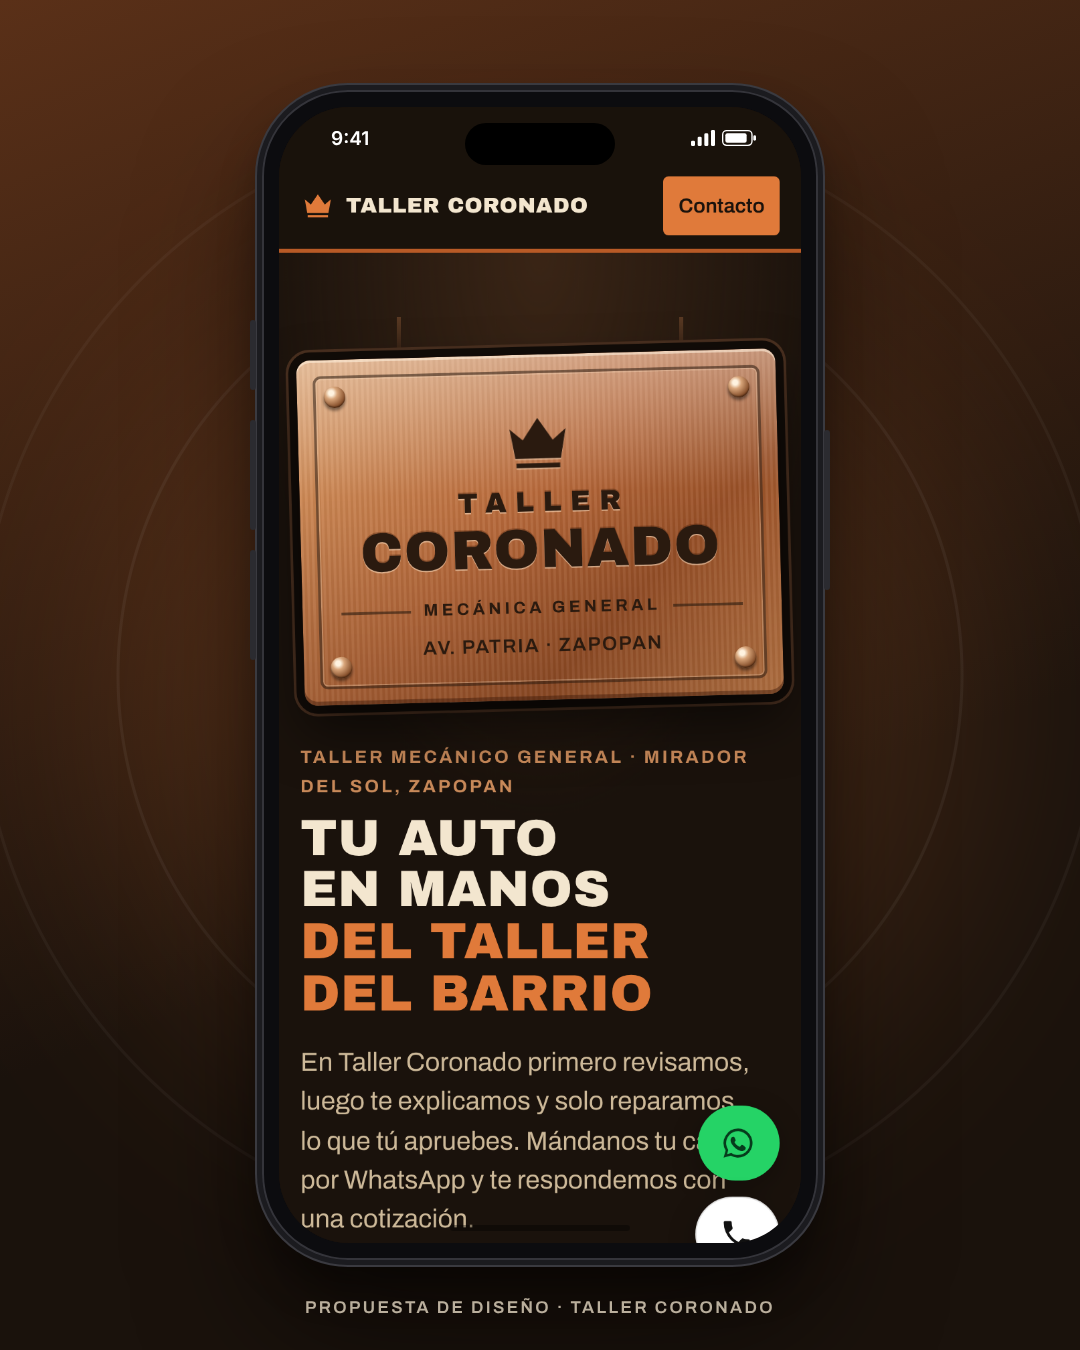 9:41
TALLER CORONADO
Contacto
TALLER
CORONADO
MECÁNICA GENERAL
AV. PATRIA · ZAPOPAN
TALLER MECÁNICO GENERAL · MIRADOR
DEL SOL, ZAPOPAN
TU AUTO
EN MANOS
DEL TALLER
DEL BARRIO
En Taller Coronado primero revisamos,
luego te explicamos y solo reparamos
lo que tú apruebes. Mándanos tu
por WhatsApp y te respondemos con
una cotización.
PROPUESTA DE DISEÑO · TALLER CORONADO